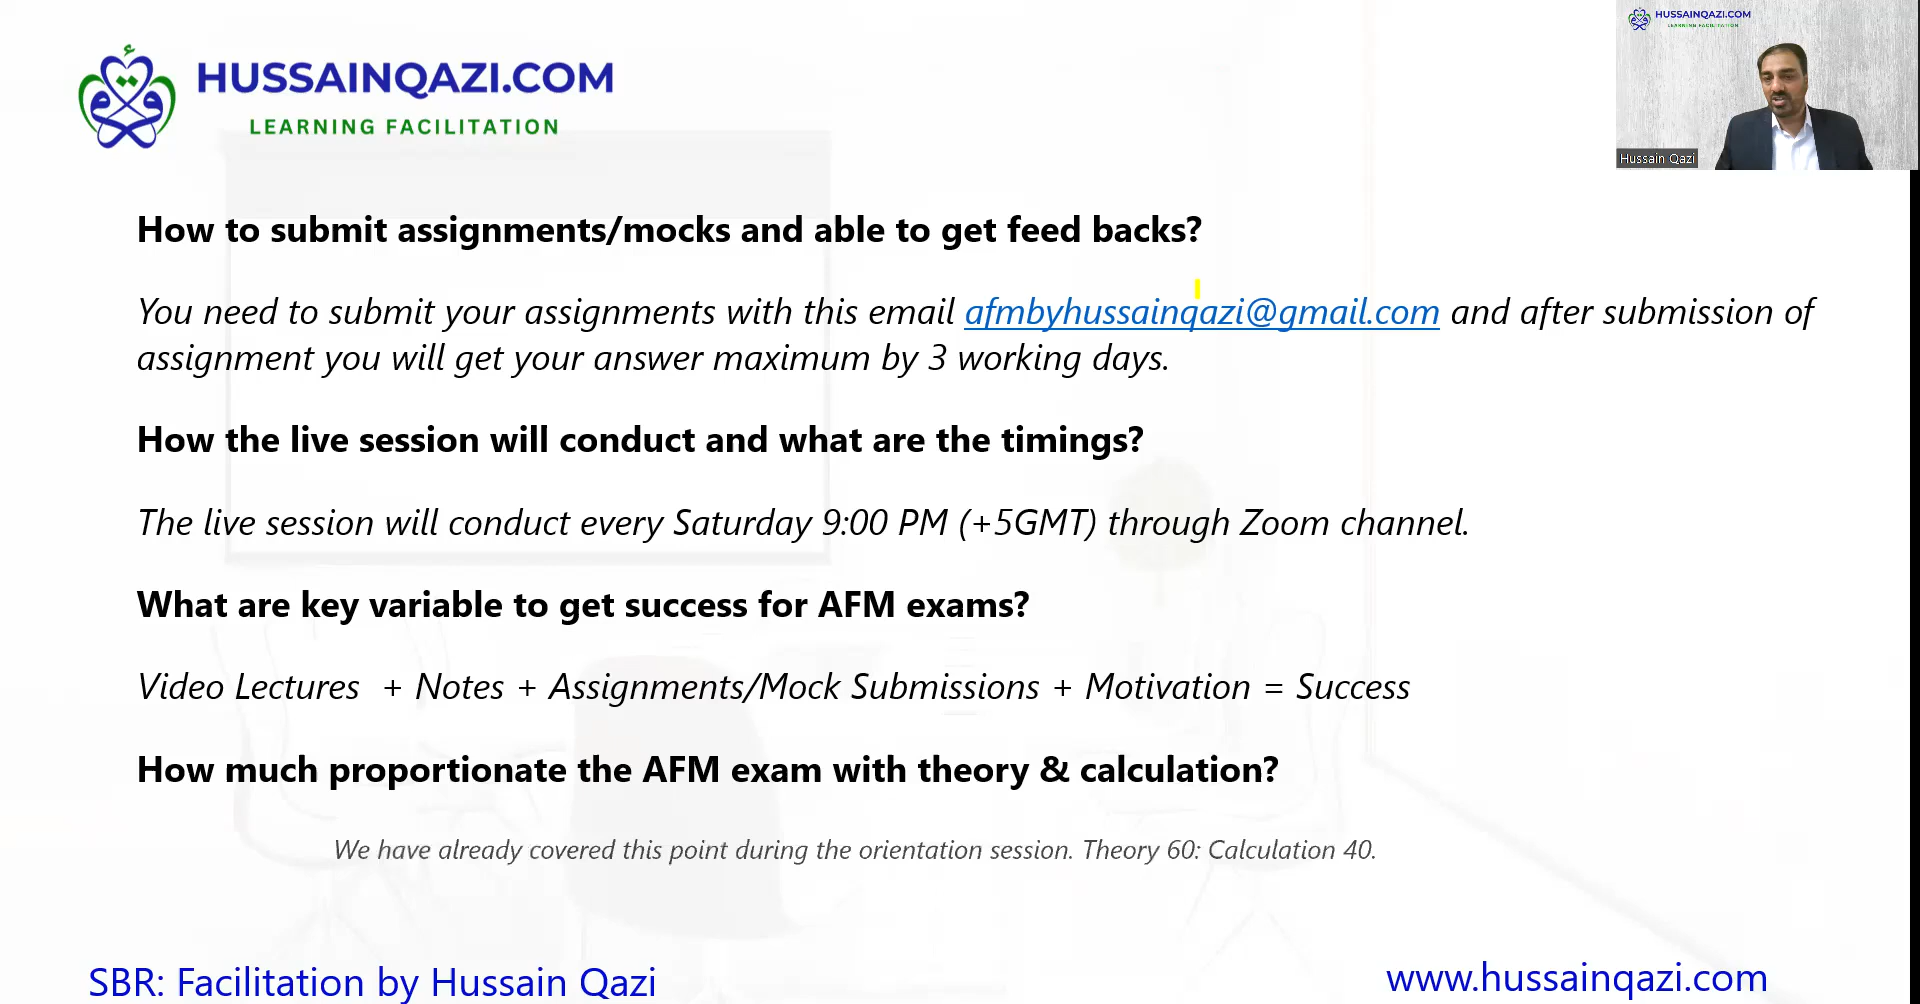 HUSSAINQAZI.COM
LEARNING FACILITATION
HUSSAINQAZI.COM
LEARNING FACILITATION
Hussain Qazi
How to submit assignments/mocks and able to get feed backs?
You need to submit your assignments with this email afmbyhussainqazi@gmail.com and after submission of
assignment you will get your answer maximum by 3 working days.
How the live session will conduct and what are the timings?
The live session will conduct every Saturday 9:00 PM (+5GMT) through Zoom channel.
What are key variable to get success for AFM exams?
Video Lectures + Notes + Assignments/Mock Submissions + Motivation = Success
How much proportionate the AFM exam with theory & calculation?
We have already covered this point during the orientation session. Theory 60: Calculation 40.
SBR: Facilitation by Hussain Qazi
www.hussainqazi.com